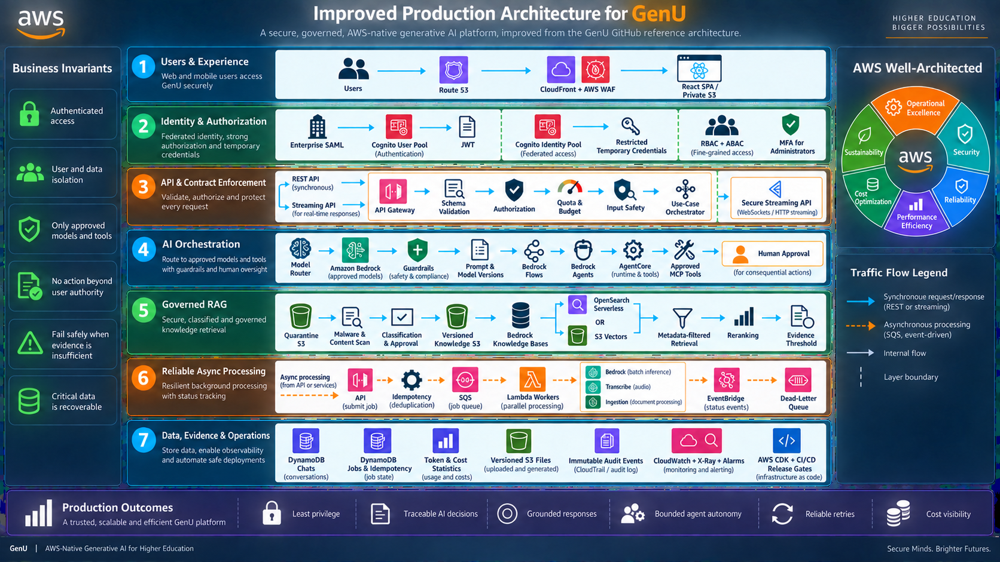 aws
Improved Production Architecture for GenU
A secure, governed, AWS-native generative AI platform, improved from the GenU GitHub reference architecture.
HIGHER EDUCATION
BIGGER POSSIBILITIES
Business Invariants
Authenticated
access
User and data
isolation
Only approved
models and tools
No action beyond
user authority
Fail safely when
evidence is
insufficient
Critical data
is recoverable
1
Users & Experience
Web and mobile users access
GenU securely
Users
Route 53
CloudFront + AWS WAF
React SPA /
Private S3
2
Identity & Authorization
Federated identity, strong
authorization and temporary
credentials
Enterprise SAML
Cognito User Pool
(Authentication)
JWT
Cognito Identity Pool
(Federated access)
Restricted
Temporary Credentials
RBAC + ABAC
(Fine-grained access)
MFA for
Administrators
3
API & Contract Enforcement
Validate, authorize and protect
every request
REST API
(synchronous)
Streaming API
(for real-time responses)
API Gateway
Schema
Validation
Authorization
Quota &
Budget
Input Safety
Use-Case
Orchestrator
Secure Streaming API
(WebSockets / HTTP streaming)
4
AI Orchestration
Route to approved models and tools
with guardrails and human oversight
Model
Router
Amazon Bedrock
(approved models)
Guardrails
(safety & compliance)
Prompt &
Model Versions
Bedrock
Flows
Bedrock
Agents
AgentCore
(runtime & tools)
Approved
MCP Tools
Human Approval
(for consequential actions)
5
Governed RAG
Secure, classified and governed
knowledge retrieval
Quarantine
S3
Malware &
Content Scan
Classification
& Approval
Versioned
Knowledge S3
Bedrock
Knowledge Bases
OpenSearch
Serverless
OR
S3 Vectors
Metadata-filtered
Retrieval
Reranking
Evidence
Threshold
6
Reliable Async Processing
Resilient background processing
with status tracking
Async processing
(from API or services)
API
(submit job)
Idempotency
(deduplication)
SQS
(job queue)
Lambda Workers
(parallel processing)
Bedrock (batch inference)
Transcribe (audio)
Ingestion (document processing)
EventBridge
(status events)
Dead-Letter
Queue
7
Data, Evidence & Operations
Store data, enable observability
and automate safe deployments
DynamoDB
Chats
(conversations)
DynamoDB
Jobs & Idempotency
(job state)
Token & Cost
Statistics
(usage and costs)
Versioned S3 Files
(uploaded and generated)
Immutable Audit Events
(CloudTrail / audit log)
CloudWatch + X-Ray + Alarms
(monitoring and alerting)
AWS CDK + CI/CD
Release Gates
(infrastructure as code)
AWS Well-Architected
Operational
Excellence
Security
Reliability
Performance
Efficiency
Cost
Optimization
Sustainability
aws
Traffic Flow Legend
Synchronoue request/response
(REST or streaming)
Asynchronous processing
(SQS, event-driven)
Internal flow
Layer boundary
Production Outcomes
A trusted, scalable and efficient GenU platform
Least privilege
Traceable AI decisions
Grounded responses
Bounded agent autonomy
Reliable retries
Cost visibility
GenU | AWS-Native Generative AI for Higher Education
Secure Minds. Brighter Futures.